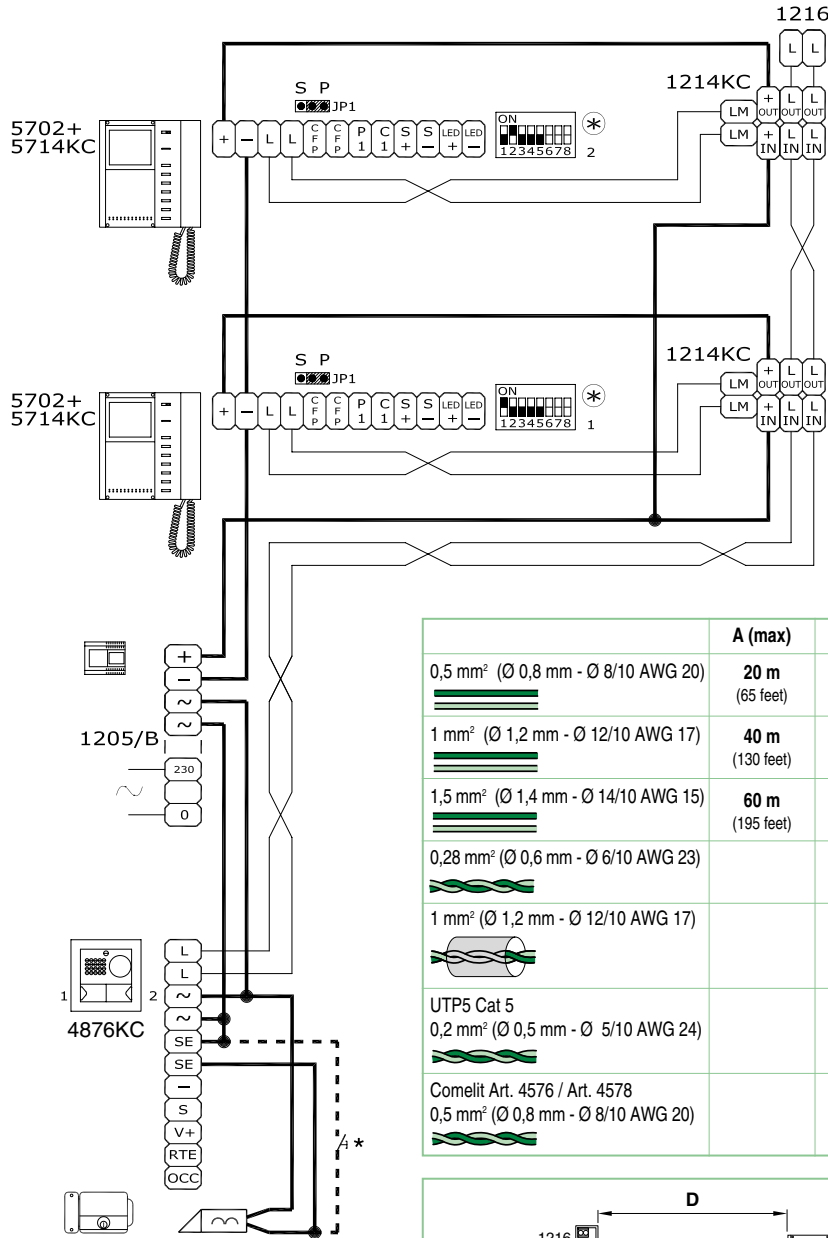 1216
L L
1214KC
LM + OUT L OUT L OUT
LM + IN L IN L IN
S P
JP1
5702+
5714KC
+ − L L CFP CFP P1 C1 S+ S− LED+ LED−
ON
12345678
*
2
1214KC
LM + OUT L OUT L OUT
LM + IN L IN L IN
S P
JP1
5702+
5714KC
+ − L L CFP CFP P1 C1 S+ S− LED+ LED−
ON
12345678
*
1
+
−
~
~
1205/B
230
~
0
1 2
4876KC
L
L
~
~
SE
SE
−
S
V+
RTE
OCC
*
A (max)
0,5 mm² (Ø 0,8 mm - Ø 8/10 AWG 20) 20 m
(65 feet)
1 mm² (Ø 1,2 mm - Ø 12/10 AWG 17) 40 m
(130 feet)
1,5 mm² (Ø 1,4 mm - Ø 14/10 AWG 15) 60 m
(195 feet)
0,28 mm² (Ø 0,6 mm - Ø 6/10 AWG 23)
1 mm² (Ø 1,2 mm - Ø 12/10 AWG 17)
UTP5 Cat 5
0,2 mm² (Ø 0,5 mm - Ø 5/10 AWG 24)
Comelit Art. 4576 / Art. 4578
0,5 mm² (Ø 0,8 mm - Ø 8/10 AWG 20)
D
1216